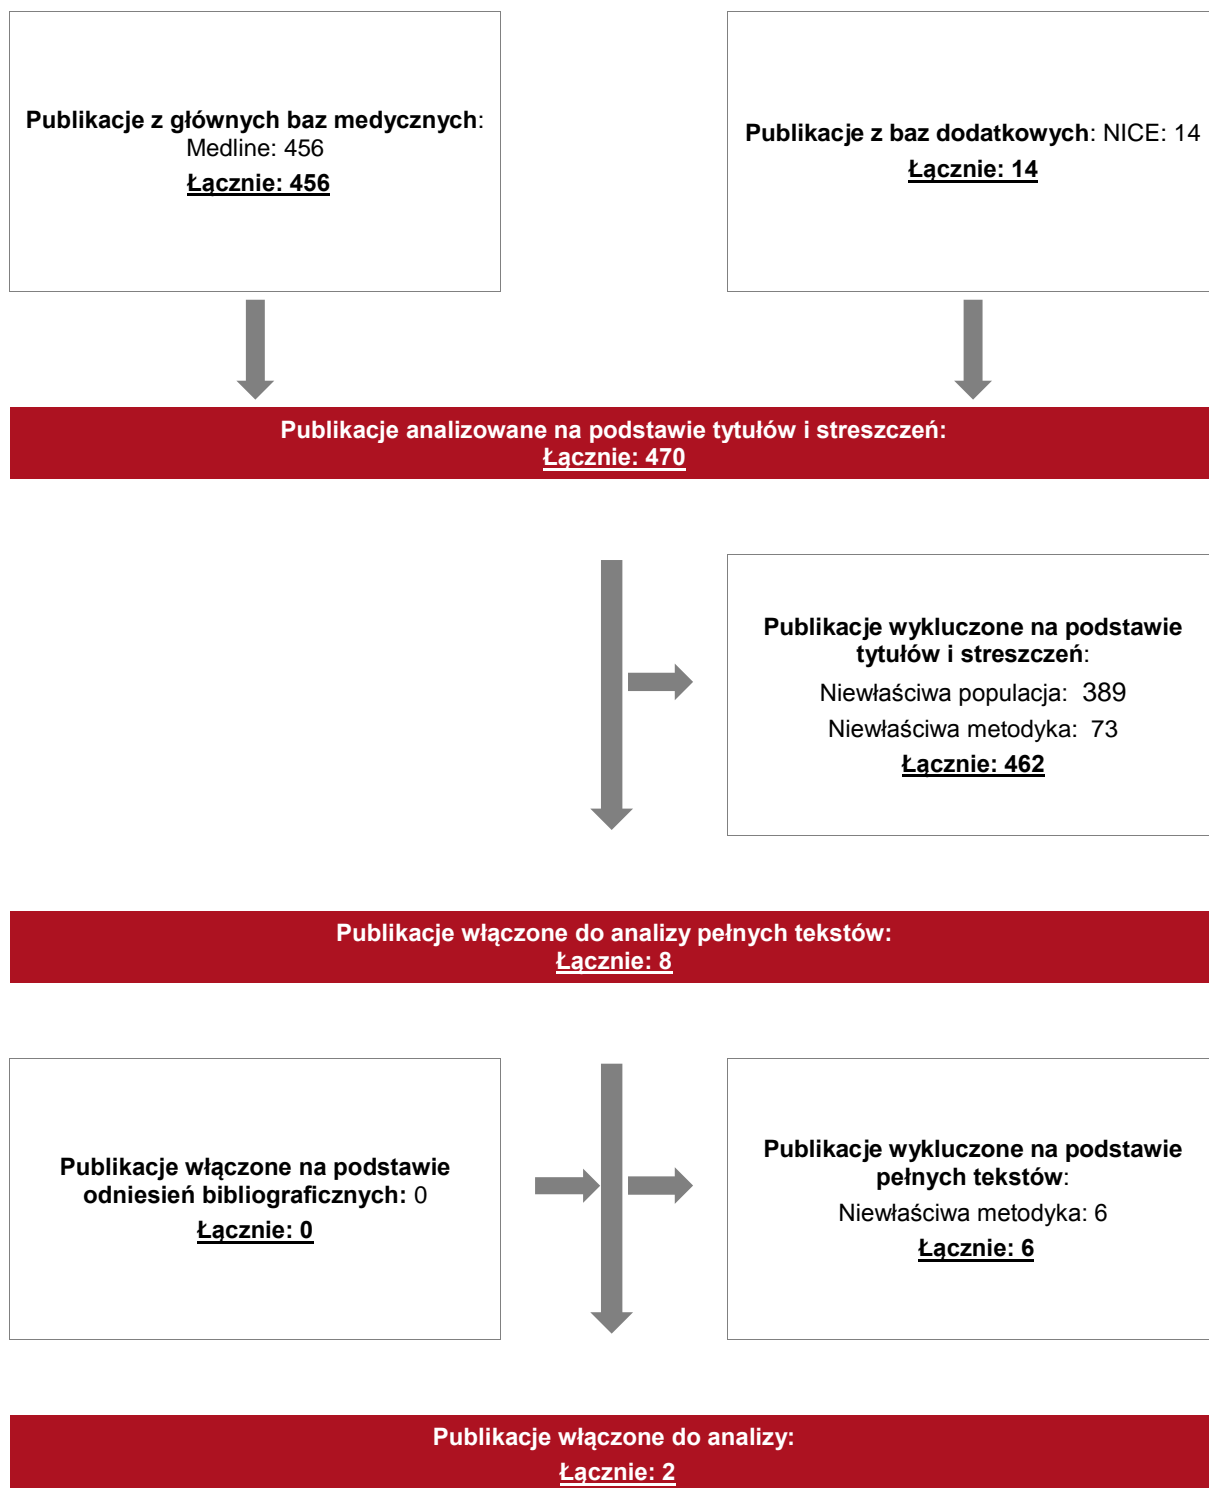 Publikacje z głównych baz medycznych:
Medline: 456
Łącznie: 456
Publikacje z baz dodatkowych: NICE: 14
Łącznie: 14
Publikacje analizowane na podstawie tytułów i streszczeń:
Łącznie: 470
Publikacje wykluczone na podstawie
tytułów i streszczeń:
Niewłaściwa populacja: 389
Niewłaściwa metodyka: 73
Łącznie: 462
Publikacje włączone do analizy pełnych tekstów:
Łącznie: 8
Publikacje włączone na podstawie
odniesień bibliograficznych: 0
Łącznie: 0
Publikacje wykluczone na podstawie
pełnych tekstów:
Niewłaściwa metodyka: 6
Łącznie: 6
Publikacje włączone do analizy:
Łącznie: 2